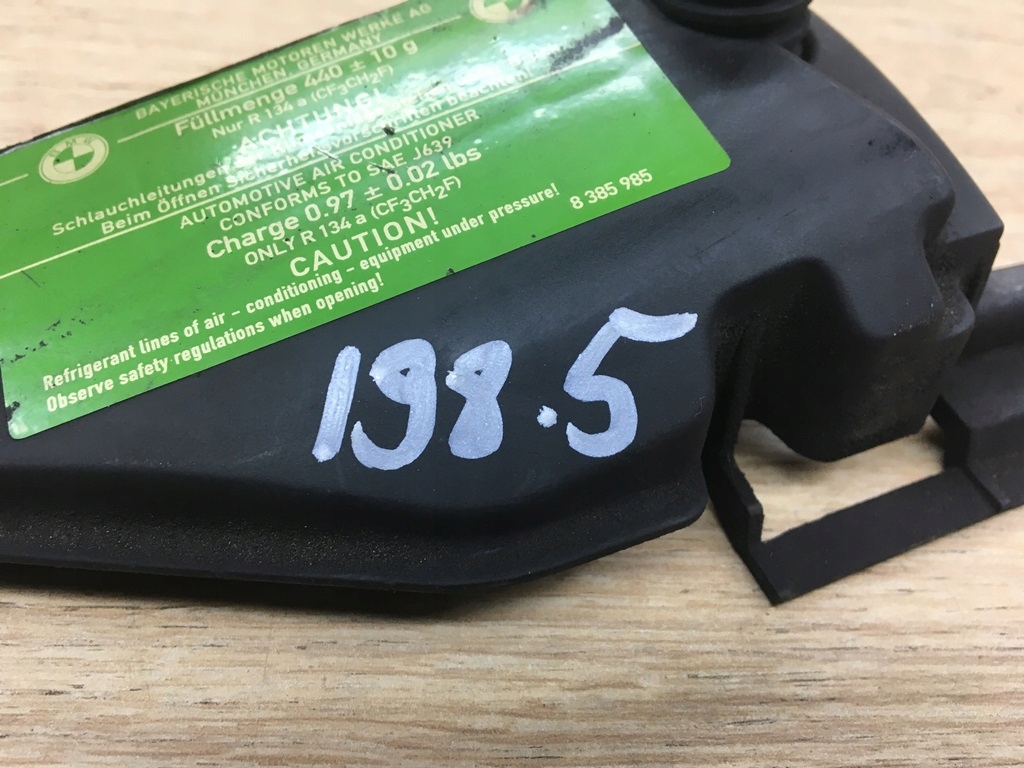 BAYERISCHE MOTOREN WERKE AG
MÜNCHEN, GERMANY
Füllmenge 440 ± 10 g
Nur R 134 a (CF3CH2F)
ACHTUNG!
Schlauchleitungen
Beim Öffnen Sicherheitsvorschriften beachten!
AUTOMOTIVE AIR CONDITIONER
CONFORMS TO SAE J639
Charge 0.97 ± 0.02 lbs
ONLY R 134 a (CF3CH2F)
CAUTION!
Refrigerant lines of air – conditioning – equipment under pressure!
Observe safety regulations when opening!
8 385 985
198.5